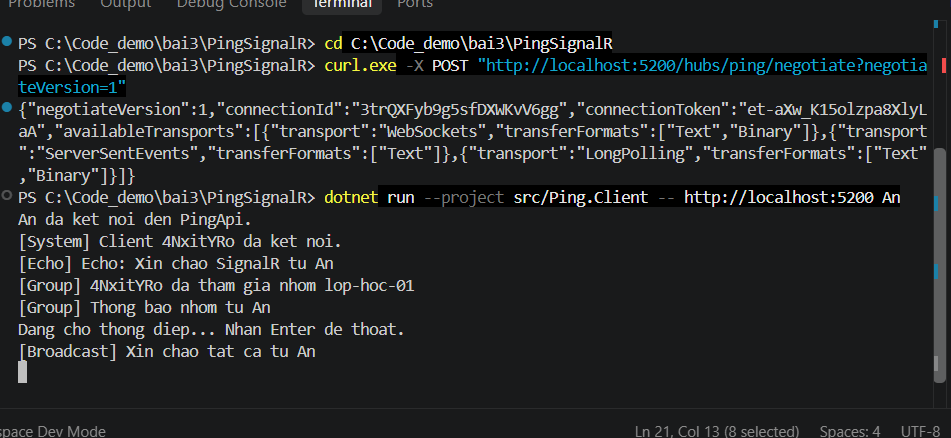 Problems Output Debug Console Terminal Ports
PS C:\Code_demo\bai3\PingSignalR> cd C:\Code_demo\bai3\PingSignalR
PS C:\Code_demo\bai3\PingSignalR> curl.exe -X POST "http://localhost:5200/hubs/ping/negotiate?negotia
teVersion=1"
{"negotiateVersion":1,"connectionId":"3trQXFyb9g5sfDXWKvV6gg","connectionToken":"et-aXw_K15olzpa8XlyL
aA","availableTransports":[{"transport":"WebSockets","transferFormats":["Text","Binary"]},{"transport
":"ServerSentEvents","transferFormats":["Text"]},{"transport":"LongPolling","transferFormats":["Text"
,"Binary"]}]}
PS C:\Code_demo\bai3\PingSignalR> dotnet run --project src/Ping.Client -- http://localhost:5200 An
An da ket noi den PingApi.
[System] Client 4NxitYRo da ket noi.
[Echo] Echo: Xin chao SignalR tu An
[Group] 4NxitYRo da tham gia nhom lop-hoc-01
[Group] Thong bao nhom tu An
Dang cho thong diep... Nhan Enter de thoat.
[Broadcast] Xin chao tat ca tu An
space Dev Mode Ln 21, Col 13 (8 selected) Spaces: 4 UTF-8